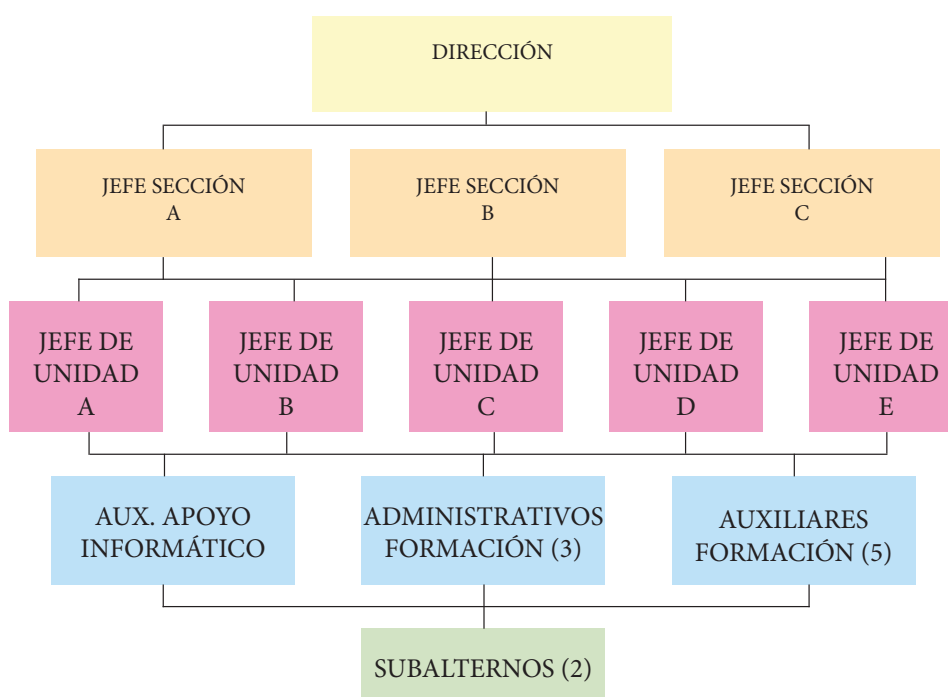 DIRECCIÓN
JEFE SECCIÓN
A
JEFE SECCIÓN
B
JEFE SECCIÓN
C
JEFE DE
UNIDAD
A
JEFE DE
UNIDAD
B
JEFE DE
UNIDAD
C
JEFE DE
UNIDAD
D
JEFE DE
UNIDAD
E
AUX. APOYO
INFORMÁTICO
ADMINISTRATIVOS
FORMACIÓN (3)
AUXILIARES
FORMACIÓN (5)
SUBALTERNOS (2)